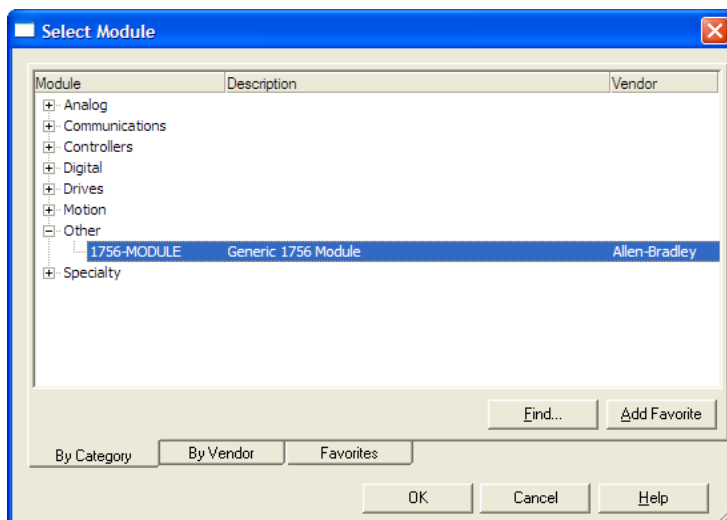 Select Module
Module Description Vendor
Analog
Communications
Controllers
Digital
Drives
Motion
Other
1756-MODULE Generic 1756 Module Allen-Bradley
Specialty
Find... Add Favorite
By Category By Vendor Favorites
OK Cancel Help